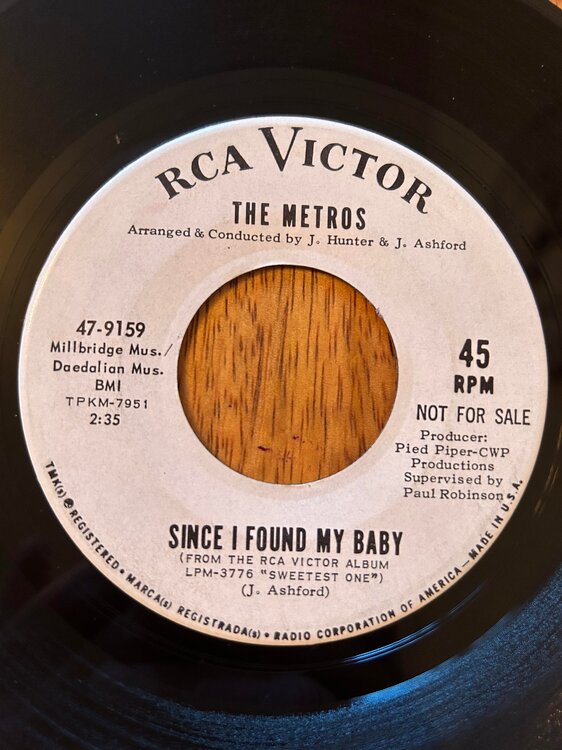 RCA VICTOR
THE METROS
Arranged & Conducted by J. Hunter & J. Ashford
47-9159
Millbridge Mus./
Daedalian Mus.
BMI
TPKM-7951
2:35
45
RPM
NOT FOR SALE
Producer:
Pied Piper-CWP
Productions
Supervised by
Paul Robinson
SINCE I FOUND MY BABY
(FROM THE RCA VICTOR ALBUM
LPM-3776 "SWEETEST ONE")
(J. Ashford)
TMK(s) ® REGISTERED • MARCA(s) REGISTRADA(s) • RADIO CORPORATION OF AMERICA—MADE IN U.S.A.